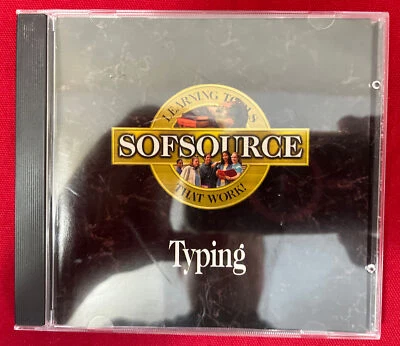 LEARNING TOOLS
SOFSOURCE
THAT WORK!
Typing